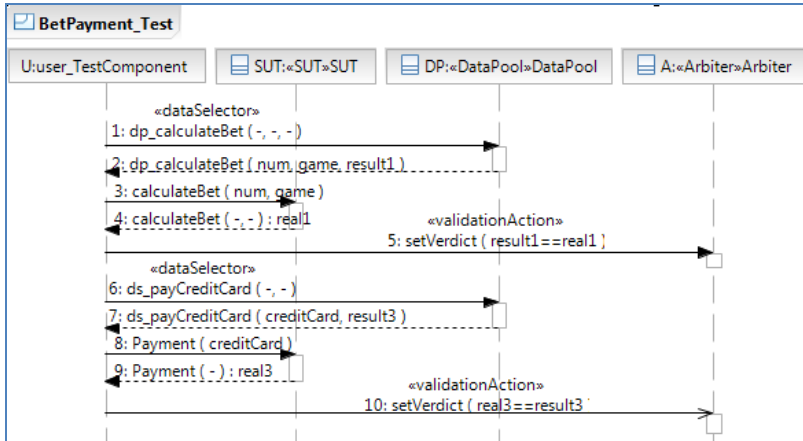 BetPayment_Test
U:user_TestComponent
SUT:«SUT»SUT
DP:«DataPool»DataPool
A:«Arbiter»Arbiter
«dataSelector»
1: dp_calculateBet ( -, -, - )
2: dp_calculateBet ( num, game, result1 )
3: calculateBet ( num, game )
4: calculateBet ( -, - ) : real1
«validationAction»
5: setVerdict ( result1==real1 )
«dataSelector»
6: ds_payCreditCard ( -, - )
7: ds_payCreditCard ( creditCard, result3 )
8: Payment ( creditCard )
9: Payment ( - ) : real3
«validationAction»
10: setVerdict ( real3==result3